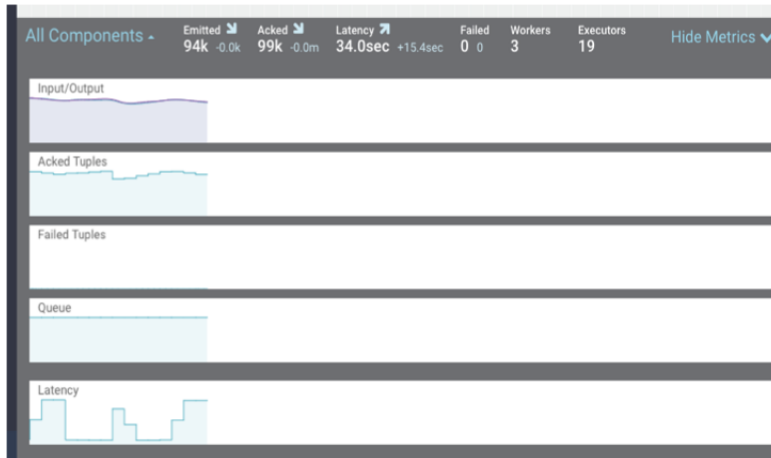 All Components
Emitted Acked Latency Failed Workers Executors
94k -0.0k 99k -0.0m 34.0sec +15.4sec 0 0 3 19
Hide Metrics
Input/Output
Acked Tuples
Failed Tuples
Queue
Latency